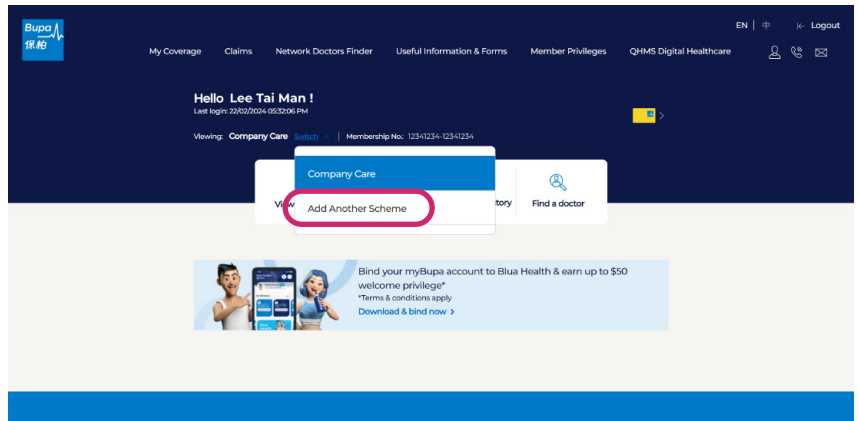 Bupa
保柏
EN | 中 Logout
My Coverage Claims Network Doctors Finder Useful Information & Forms Member Privileges QHMS Digital Healthcare
Hello Lee Tai Man !
Last login: 22/02/2024 05:32:06 PM
Viewing: Company Care Switch | Membership No.: 12341234-12341234
Company Care
View
Add Another Scheme
tory
Find a doctor
Bind your myBupa account to Blua Health & earn up to $50
welcome privilege*
*Terms & conditions apply
Download & bind now >